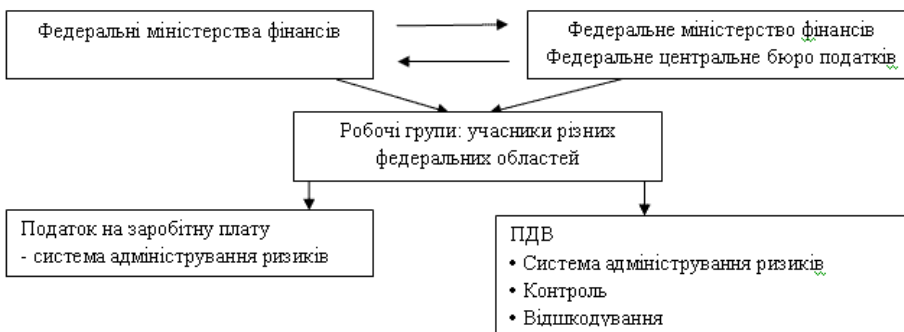 Федеральні міністерства фінансів
Федеральне міністерство фінансів
Федеральне центральне бюро податків
Робочі групи: учасники різних
федеральних областей
Податок на заробітну плату
- система адміністрування ризиків
ПДВ
• Система адміністрування ризиків
• Контроль
• Відшкодування